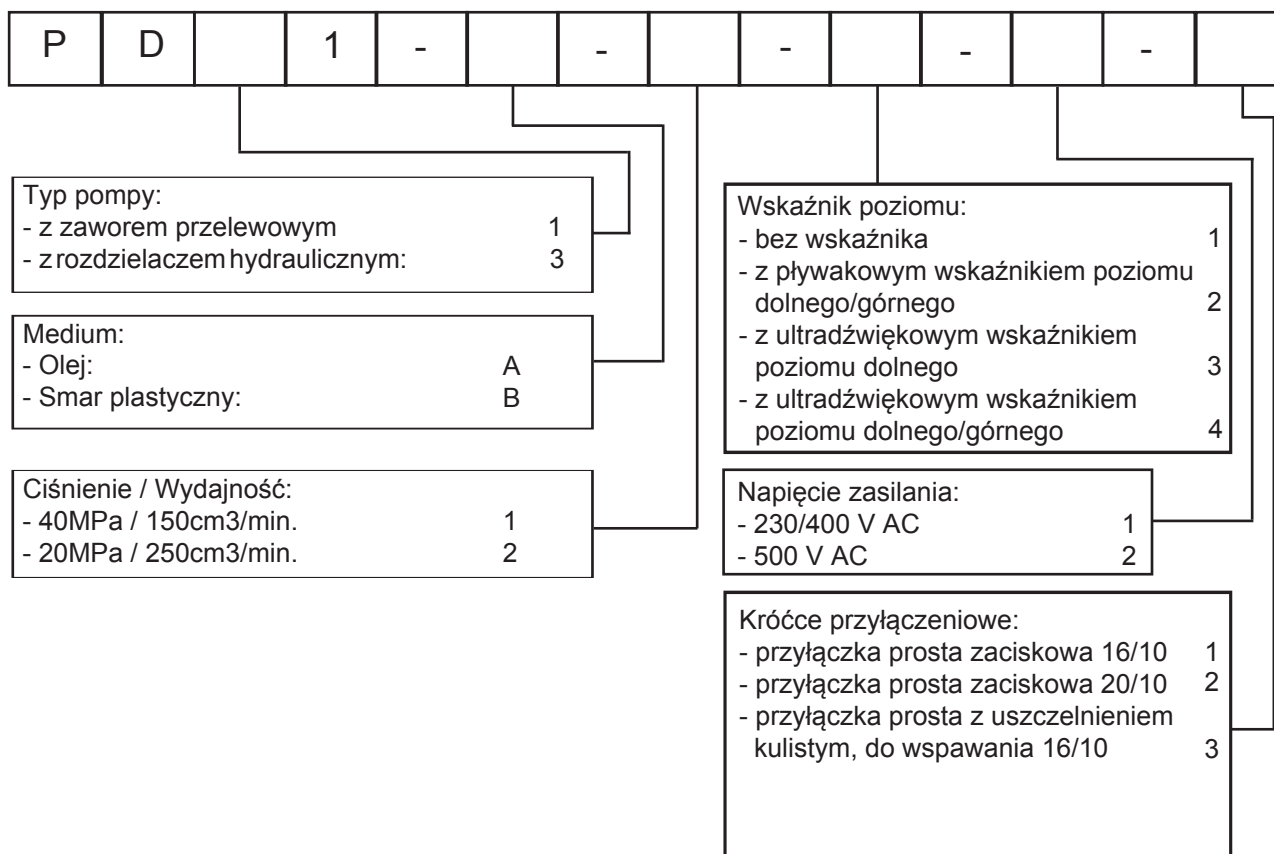 P D 1 - - - - -
Typ pompy:
- z zaworem przelewowym 1
- z rozdzielaczem hydraulicznym: 3
Medium:
- Olej: A
- Smar plastyczny: B
Ciśnienie / Wydajność:
- 40MPa / 150cm3/min. 1
- 20MPa / 250cm3/min. 2
Wskaźnik poziomu:
- bez wskaźnika 1
- z pływakowym wskaźnikiem poziomu
dolnego/górnego 2
- z ultradźwiękowym wskaźnikiem
poziomu dolnego 3
- z ultradźwiękowym wskaźnikiem
poziomu dolnego/górnego 4
Napięcie zasilania:
- 230/400 V AC 1
- 500 V AC 2
Króćce przyłączeniowe:
- przyłączka prosta zaciskowa 16/10 1
- przyłączka prosta zaciskowa 20/10 2
- przyłączka prosta z uszczelnieniem
kulistym, do wspawania 16/10 3